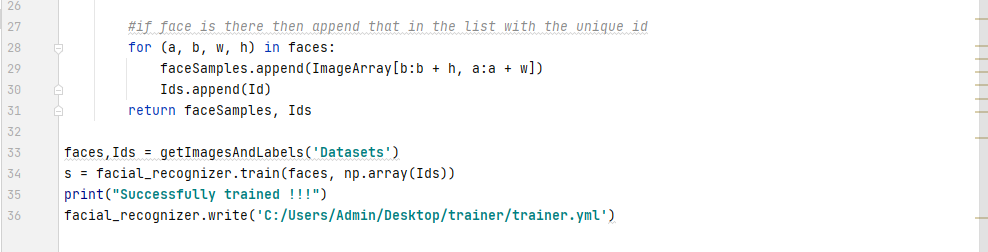 26
27 #if face is there then append that in the list with the unique id
28 for (a, b, w, h) in faces:
29 faceSamples.append(ImageArray[b:b + h, a:a + w])
30 Ids.append(Id)
31 return faceSamples, Ids
32
33 faces,Ids = getImagesAndLabels('Datasets')
34 s = facial_recognizer.train(faces, np.array(Ids))
35 print("Successfully trained !!!")
36 facial_recognizer.write('C:/Users/Admin/Desktop/trainer/trainer.yml')